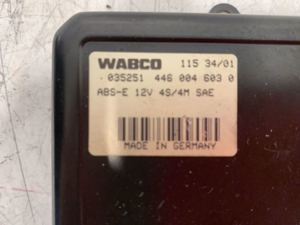 WABCO 115 34/01
035251 446 004 603 0
ABS-E 12V 4S/4M SAE
MADE IN GERMANY